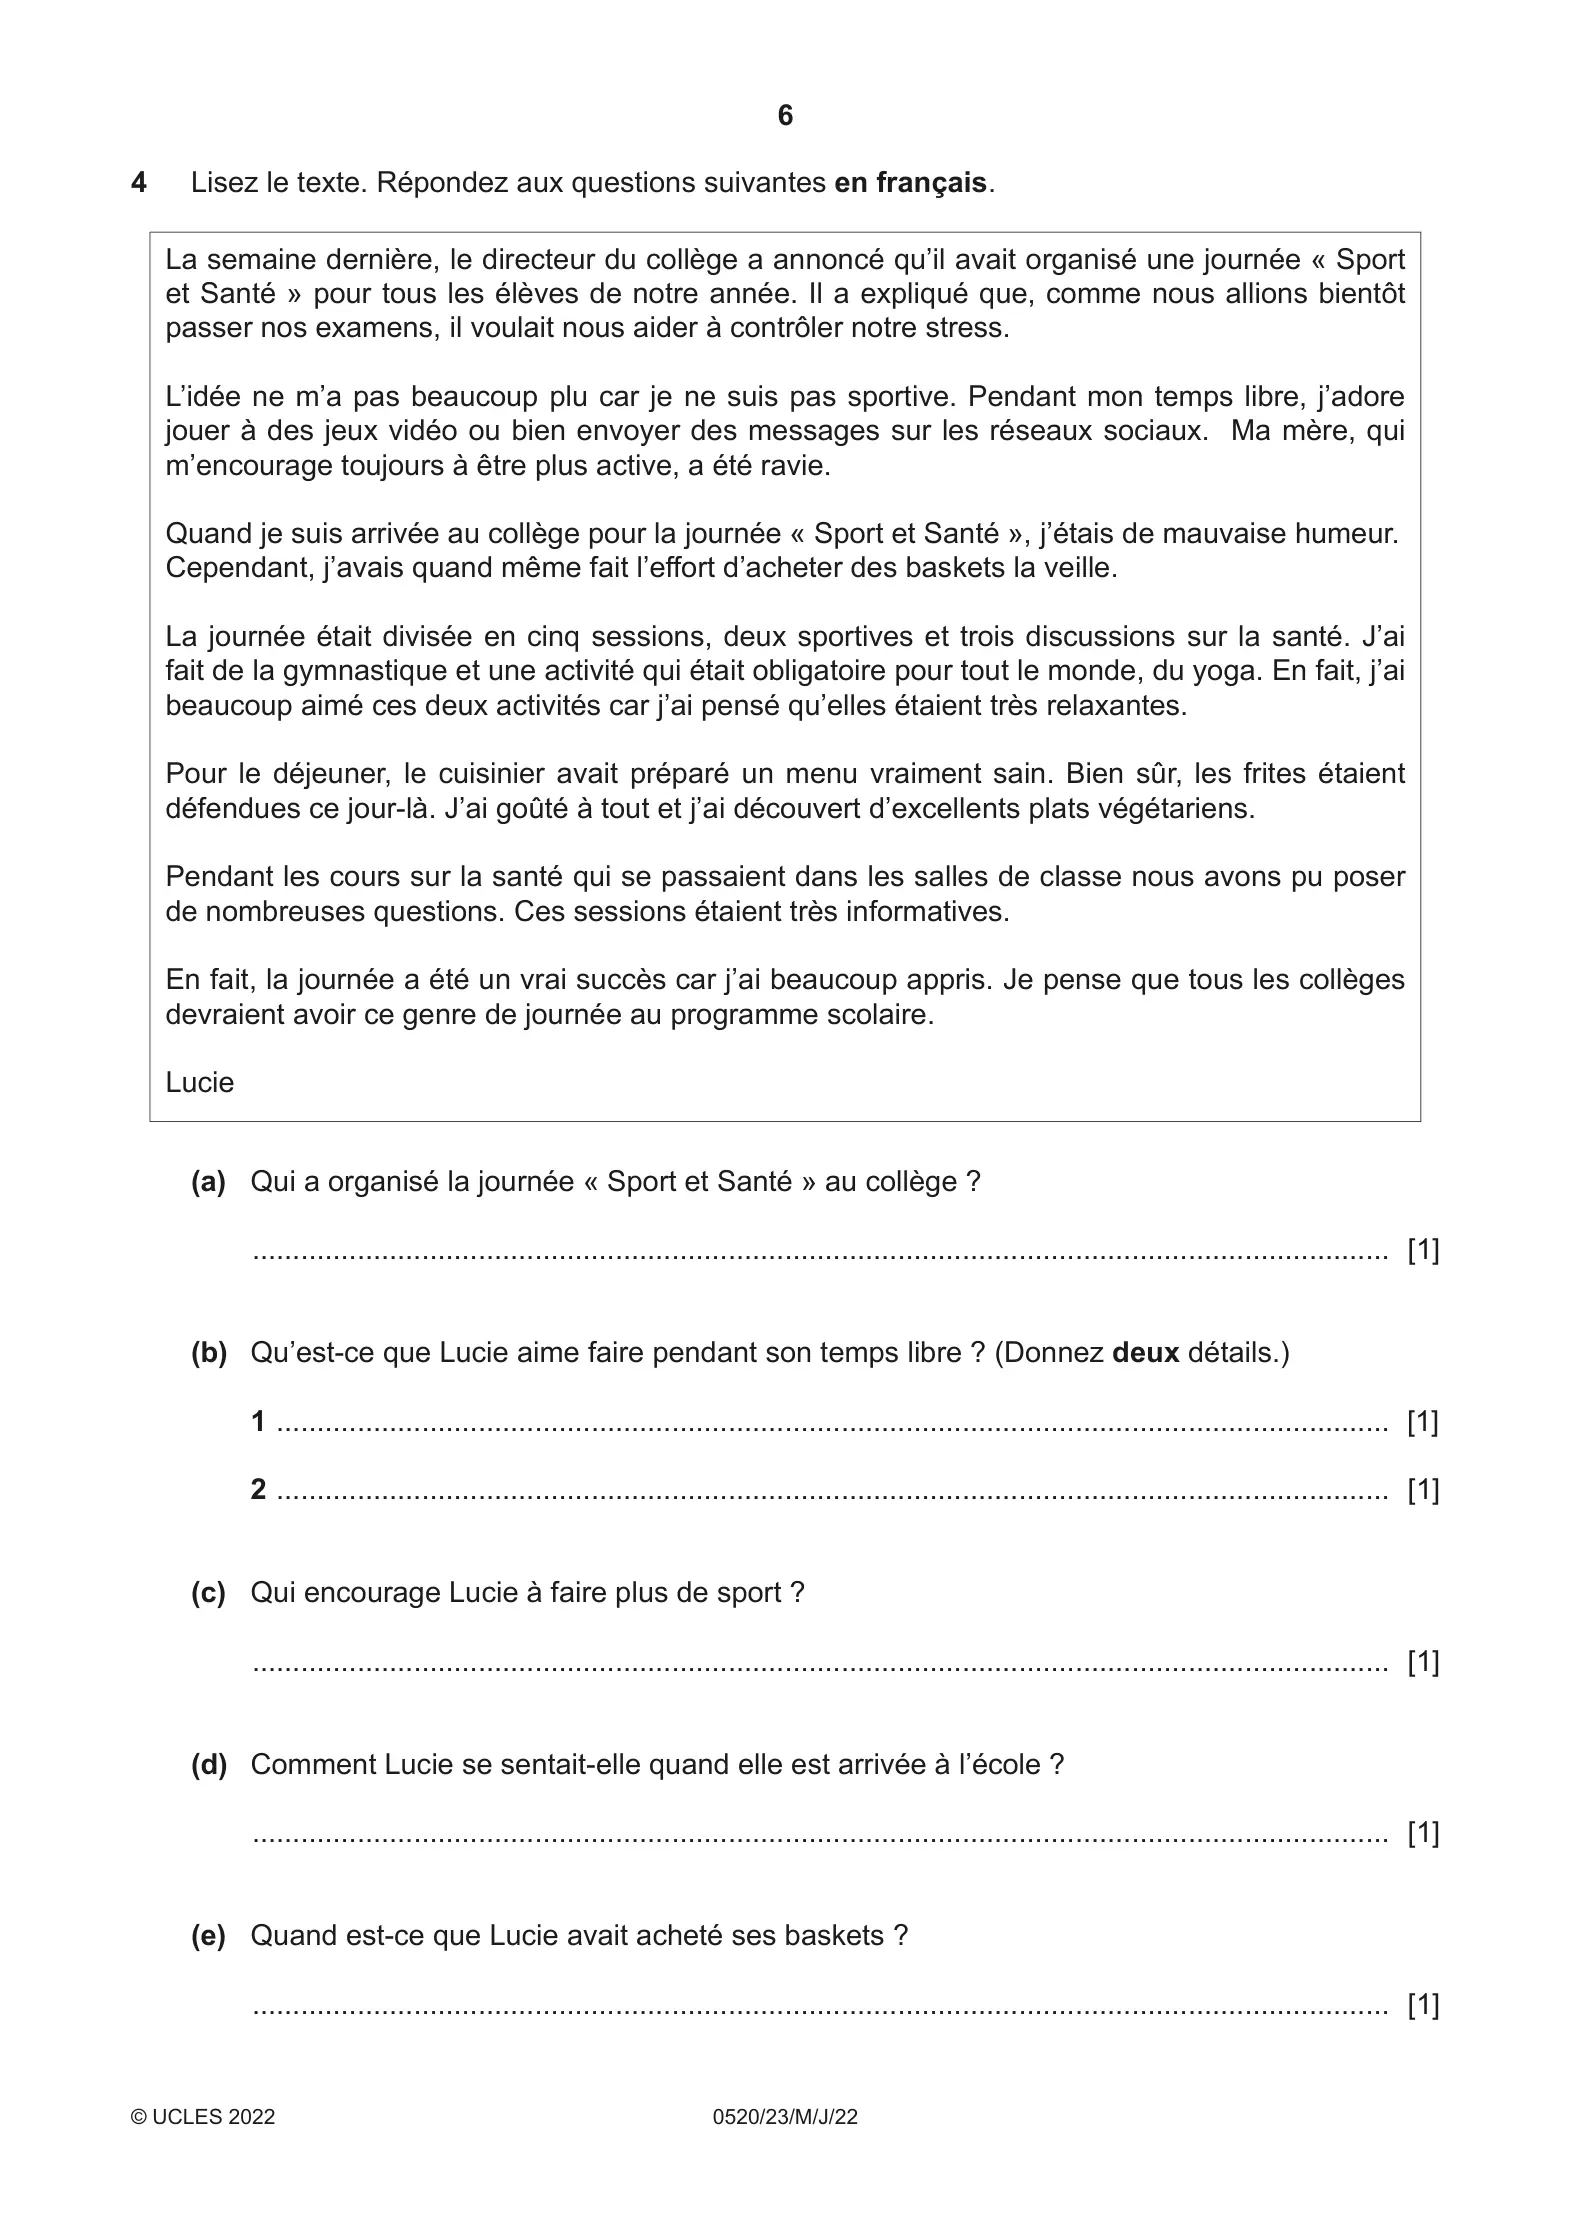 6
4 Lisez le texte. Répondez aux questions suivantes en français.
La semaine dernière, le directeur du collège a annoncé qu’il avait organisé une journée « Sport
et Santé » pour tous les élèves de notre année. Il a expliqué que, comme nous allions bientôt
passer nos examens, il voulait nous aider à contrôler notre stress.
L’idée ne m’a pas beaucoup plu car je ne suis pas sportive. Pendant mon temps libre, j’adore
jouer à des jeux vidéo ou bien envoyer des messages sur les réseaux sociaux. Ma mère, qui
m’encourage toujours à être plus active, a été ravie.
Quand je suis arrivée au collège pour la journée « Sport et Santé », j’étais de mauvaise humeur.
Cependant, j’avais quand même fait l’effort d’acheter des baskets la veille.
La journée était divisée en cinq sessions, deux sportives et trois discussions sur la santé. J’ai
fait de la gymnastique et une activité qui était obligatoire pour tout le monde, du yoga. En fait, j’ai
beaucoup aimé ces deux activités car j’ai pensé qu’elles étaient très relaxantes.
Pour le déjeuner, le cuisinier avait préparé un menu vraiment sain. Bien sûr, les frites étaient
défendues ce jour-là. J’ai goûté à tout et j’ai découvert d’excellents plats végétariens.
Pendant les cours sur la santé qui se passaient dans les salles de classe nous avons pu poser
de nombreuses questions. Ces sessions étaient très informatives.
En fait, la journée a été un vrai succès car j’ai beaucoup appris. Je pense que tous les collèges
devraient avoir ce genre de journée au programme scolaire.
Lucie
(a) Qui a organisé la journée « Sport et Santé » au collège ?
[1]
(b) Qu’est-ce que Lucie aime faire pendant son temps libre ? (Donnez deux détails.)
1 [1]
2 [1]
(c) Qui encourage Lucie à faire plus de sport ?
[1]
(d) Comment Lucie se sentait-elle quand elle est arrivée à l’école ?
[1]
(e) Quand est-ce que Lucie avait acheté ses baskets ?
[1]
© UCLES 2022 0520/23/M/J/22